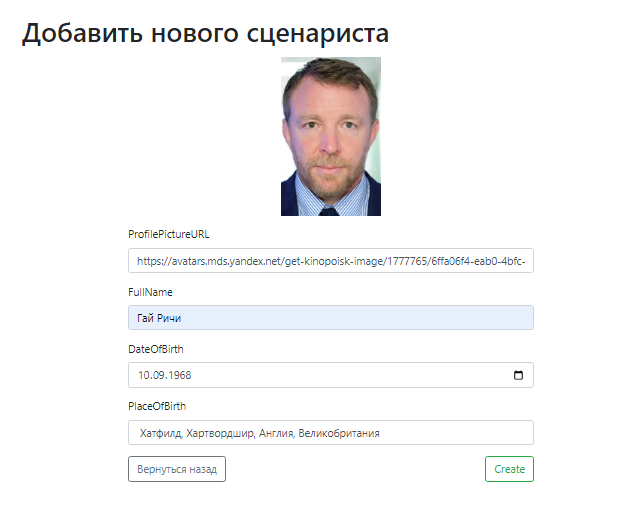 Добавить нового сценариста
ProfilePictureURL
https://avatars.mds.yandex.net/get-kinopoisk-image/1777765/6ffa06f4-eab0-4bfc-
FullName
Гай Ричи
DateOfBirth
10.09.1968
PlaceOfBirth
Хатфилд, Хартвордшир, Англия, Великобритания
Вернуться назад
Create